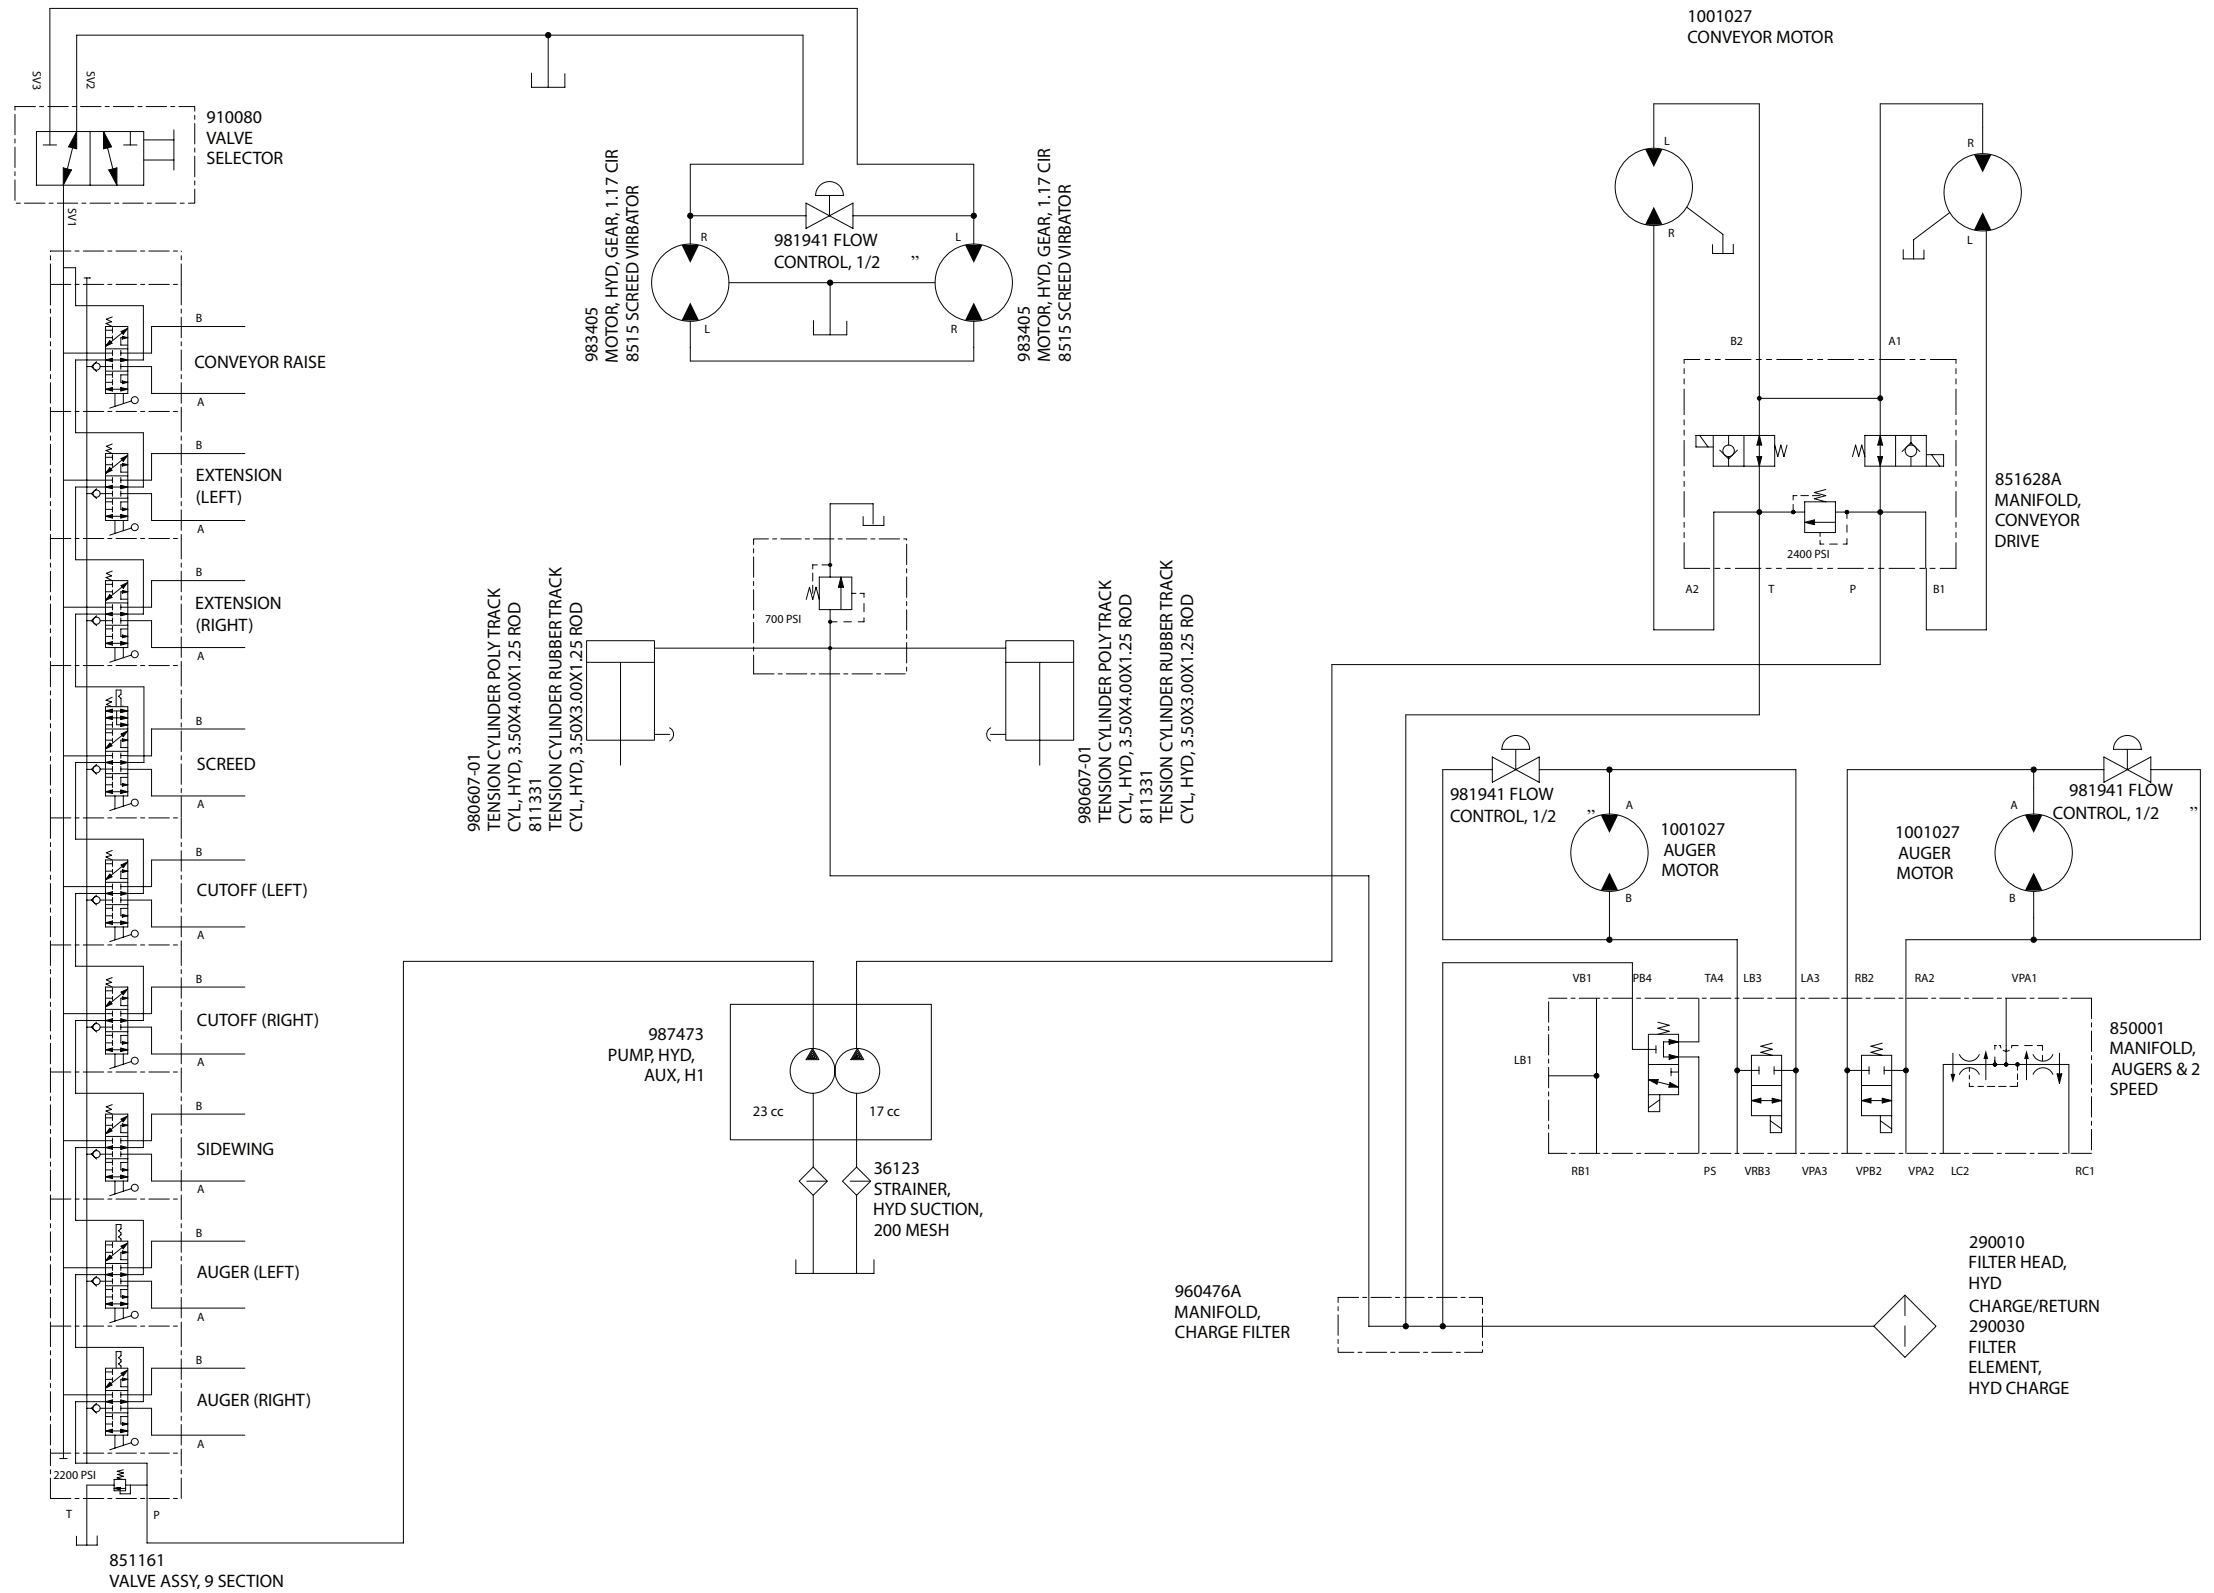 1001027
CONVEYOR MOTOR
SV3
SV2
910080
VALVE
SELECTOR
SV1
983405
MOTOR, HYD, GEAR, 1.17 CIR
8515 SCREED VIRBATOR
R
L
981941 FLOW
CONTROL, 1/2 ”
L
R
983405
MOTOR, HYD, GEAR, 1.17 CIR
8515 SCREED VIRBATOR
L
R
R
L
B2
A1
851628A
MANIFOLD,
CONVEYOR
DRIVE
2400 PSI
A2
T
P
B1
B
CONVEYOR RAISE
A
B
EXTENSION
(LEFT)
A
B
EXTENSION
(RIGHT)
A
B
SCREED
A
B
CUTOFF (LEFT)
A
B
CUTOFF (RIGHT)
A
B
SIDEWING
A
B
AUGER (LEFT)
A
B
AUGER (RIGHT)
A
2200 PSI
T
P
851161
VALVE ASSY, 9 SECTION
700 PSI
980607-01
TENSION CYLINDER POLY TRACK
CYL, HYD, 3.50X4.00X1.25 ROD
811331
TENSION CYLINDER RUBBER TRACK
CYL, HYD, 3.50X3.00X1.25 ROD
980607-01
TENSION CYLINDER POLY TRACK
CYL, HYD, 3.50X4.00X1.25 ROD
811331
TENSION CYLINDER RUBBER TRACK
CYL, HYD, 3.50X3.00X1.25 ROD
987473
PUMP, HYD,
AUX, H1
23 cc
17 cc
36123
STRAINER,
HYD SUCTION,
200 MESH
981941 FLOW
CONTROL, 1/2 ”
A
1001027
AUGER
MOTOR
B
981941 FLOW
CONTROL, 1/2 ”
A
1001027
AUGER
MOTOR
B
VB1
PB4
TA4
LB3
LA3
RB2
RA2
VPA1
LB1
850001
MANIFOLD,
AUGERS & 2
SPEED
RB1
PS
VRB3
VPA3
VPB2
VPA2
LC2
RC1
960476A
MANIFOLD,
CHARGE FILTER
290010
FILTER HEAD,
HYD
CHARGE/RETURN
290030
FILTER
ELEMENT,
HYD CHARGE